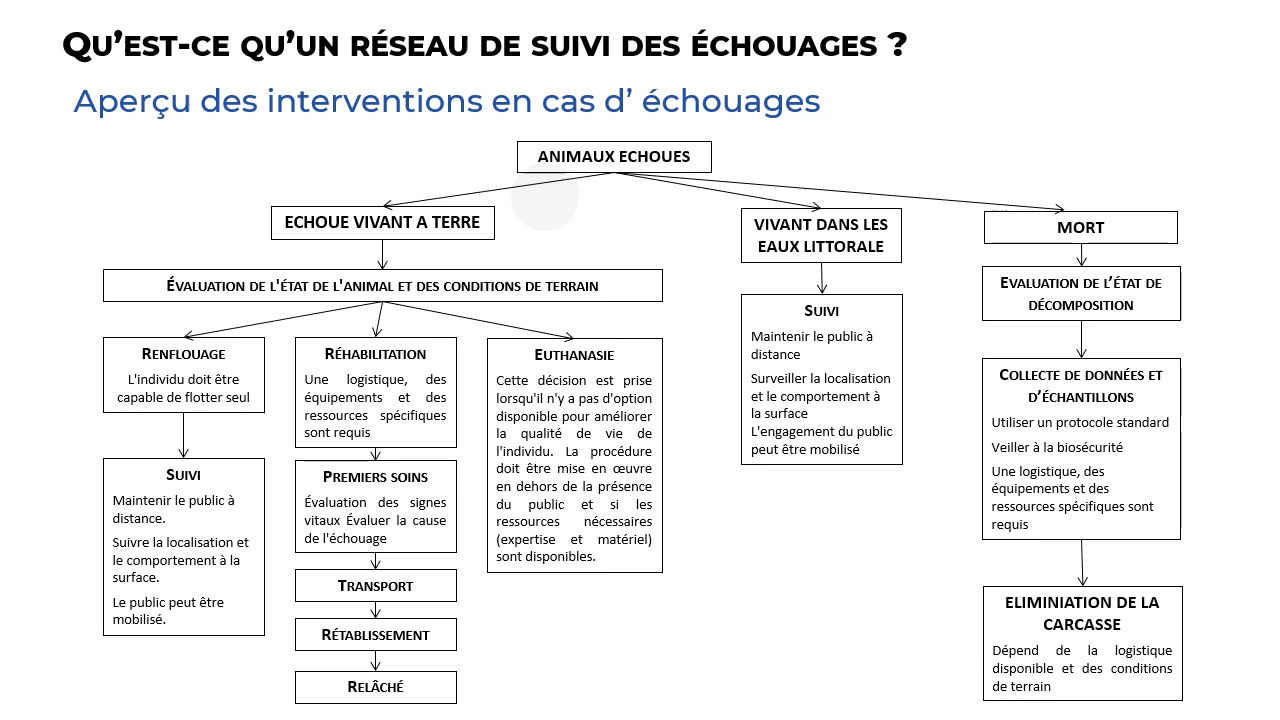 QU'EST-CE QU'UN RÉSEAU DE SUIVI DES ÉCHOUAGES ?
Aperçu des interventions en cas d' échouages
ANIMAUX ECHOUES
ECHOUE VIVANT A TERRE
ÉVALUATION DE L'ÉTAT DE L'ANIMAL ET DES CONDITIONS DE TERRAIN
RENFLOUAGE
L'individu doit être
capable de flotter seul
SUIVI
Maintenir le public à
distance.
Suivre la localisation et
le comportement à la
surface.
Le public peut être
mobilisé.
RÉHABILITATION
Une logistique, des
équipements et des
ressources spécifiques
sont requis
PREMIERS SOINS
Évaluation des signes
vitaux Évaluer la cause
de l'échouage
TRANSPORT
RÉTABLISSEMENT
RELÂCHÉ
EUTHANASIE
Cette décision est prise
lorsqu'il n'y a pas d'option
disponible pour améliorer
la qualité de vie de
l'individu. La procédure
doit être mise en œuvre
en dehors de la présence
du public et si les
ressources nécessaires
(expertise et matériel)
sont disponibles.
VIVANT DANS LES
EAUX LITTORALE
SUIVI
Maintenir le public à
distance
Surveiller la localisation
et le comportement à
la surface
L'engagement du public
peut être mobilisé
MORT
EVALUATION DE L'ÉTAT DE
DÉCOMPOSITION
COLLECTE DE DONNÉES ET
D'ÉCHANTILLONS
Utiliser un protocole standard
Veiller à la biosécurité
Une logistique, des
équipements et des
ressources spécifiques sont
requis
ELIMINIATION DE LA
CARCASSE
Dépend de la logistique
disponible et des conditions
de terrain